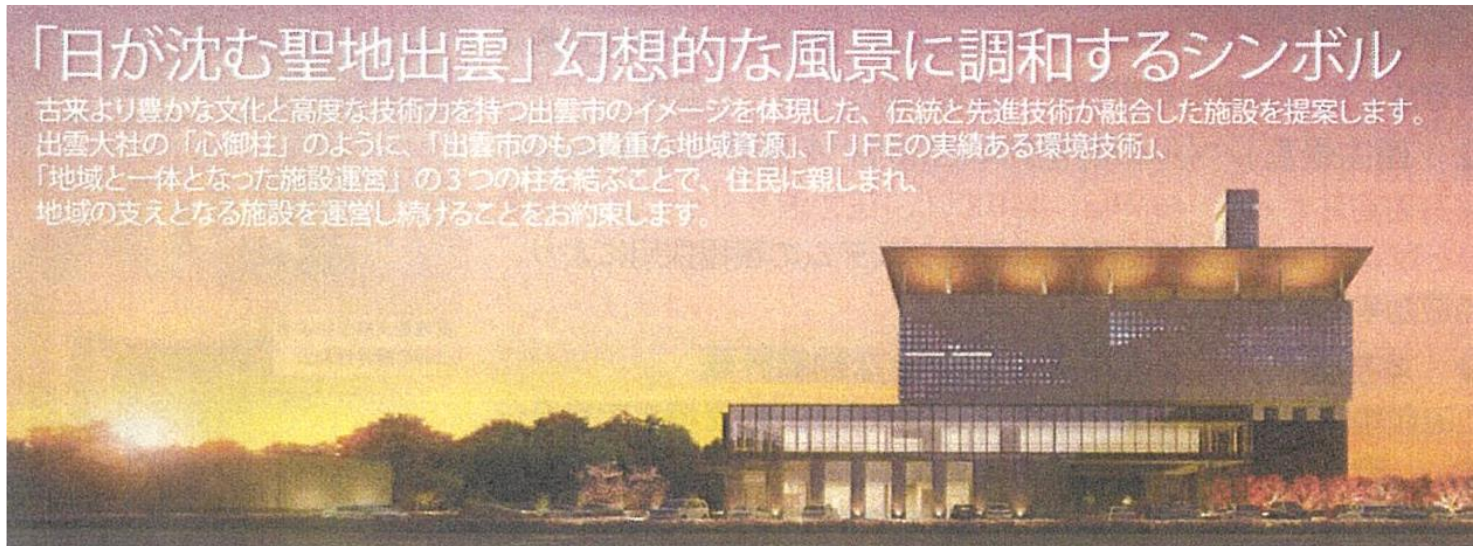 「日が沈む聖地出雲」幻想的な風景に調和するシンボル
古来より豊かな文化と高度な技術力を持つ出雲市のイメージを体現した、伝統と先進技術が融合した施設を提案します。
出雲大社の「心御柱」のように、「出雲市のもつ貴重な地域資源」、「JFEの実績ある環境技術」、
「地域と一体となった施設運営」の3つの柱を結ぶことで、住民に親しまれ、
地域の支えとなる施設を運営し続けることをお約束します。